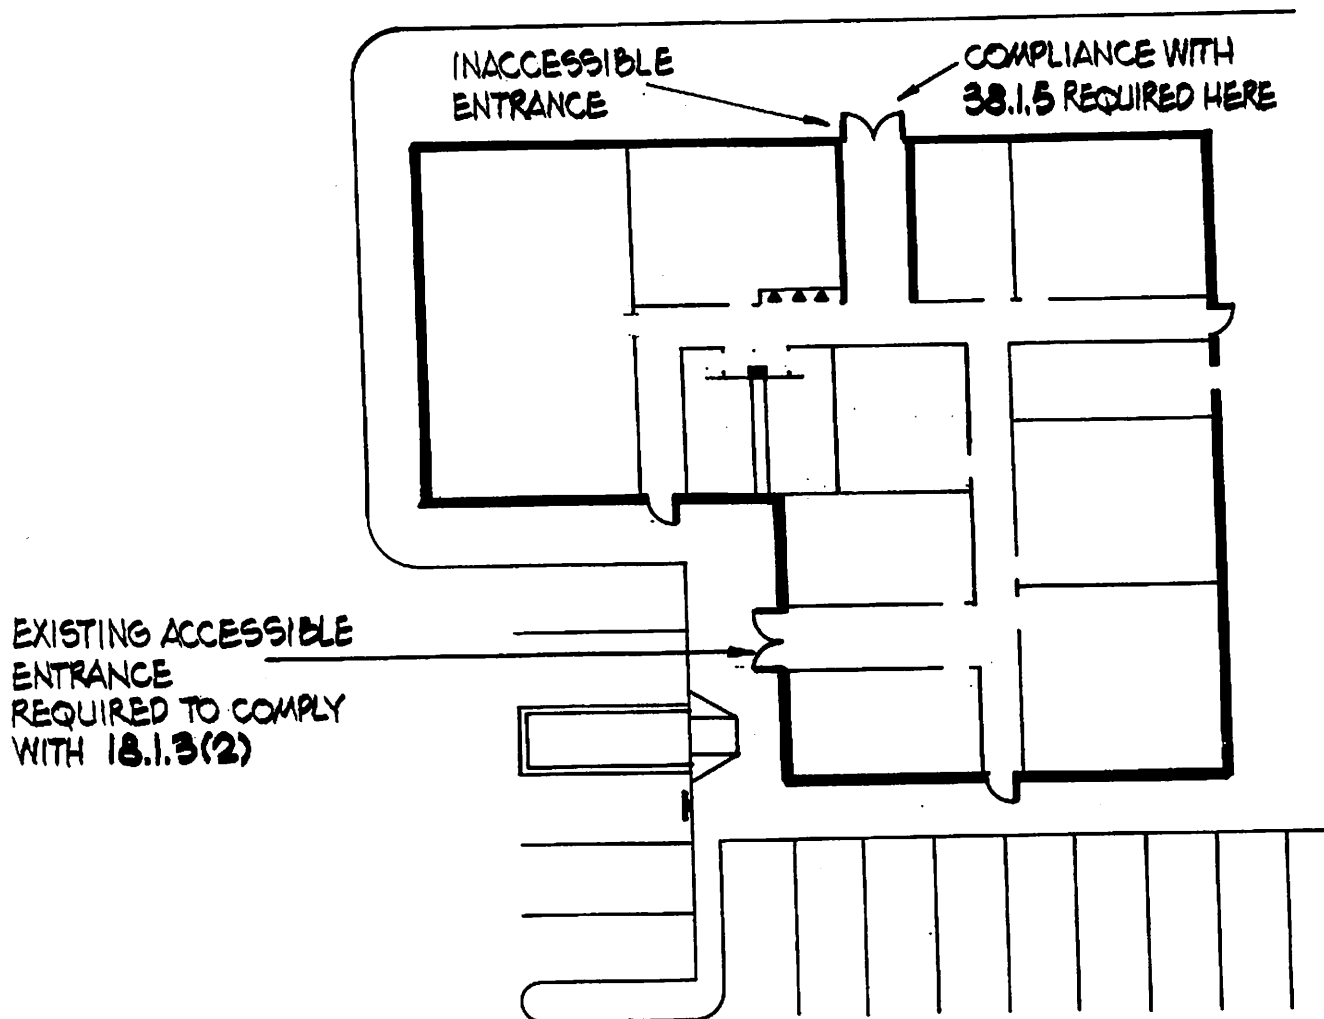 INACCESSIBLE
ENTRANCE
COMPLIANCE WITH
38.1.5 REQUIRED HERE
EXISTING ACCESSIBLE
ENTRANCE
REQUIRED TO COMPLY
WITH 18.1.3(2)